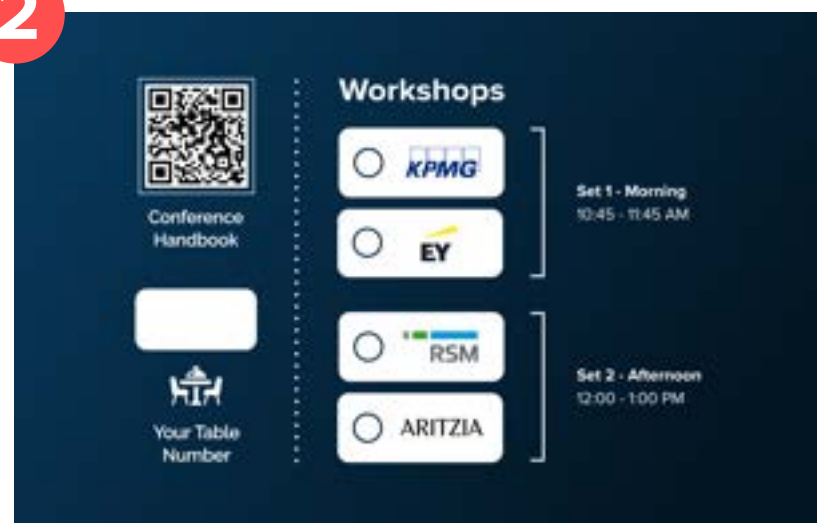 2
Conference
Handbook
Your Table
Number
Workshops
KPMG
EY
Set 1 - Morning
10:45 - 11:45 AM
RSM
ARITZIA
Set 2 - Afternoon
12:00 - 1:00 PM